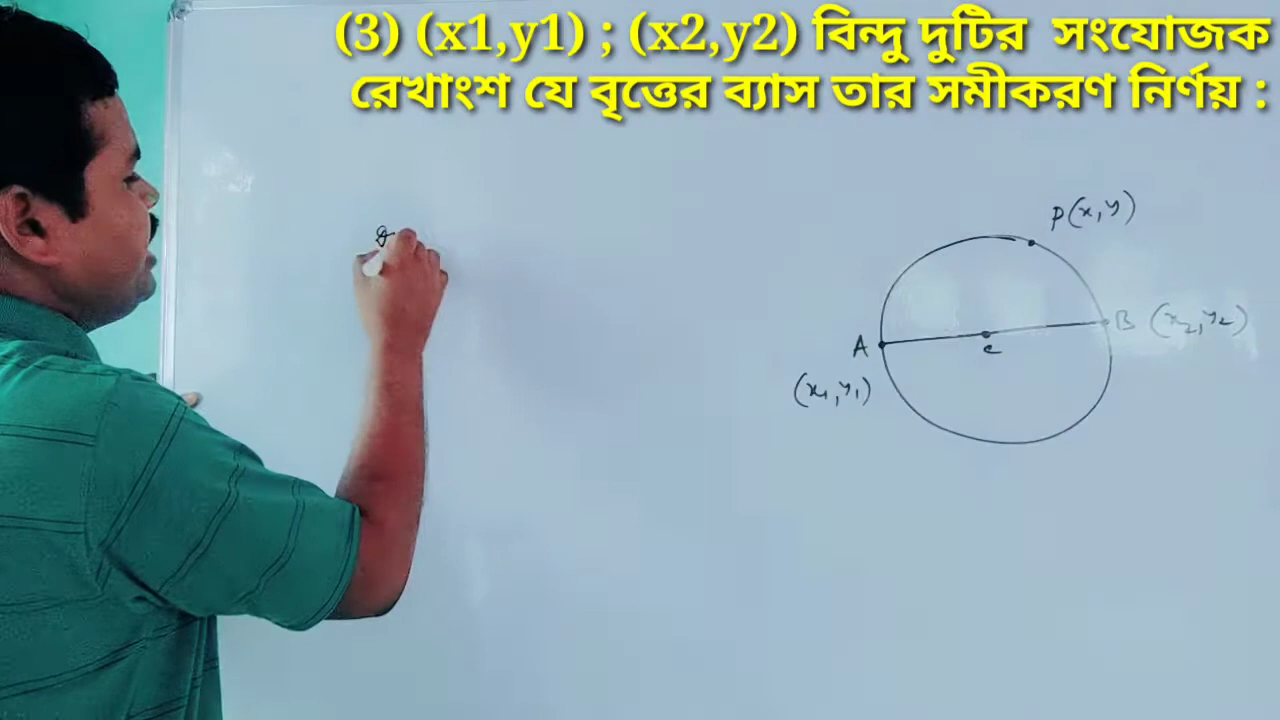 (3) (x1,y1) ; (x2,y2) বিন্দু দুটির সংযোজক
রেখাংশ যে বৃত্তের ব্যাস তার সমীকরণ নির্ণয় :
P(x,y)
B (x₂,y₂)
A
c
(x₁,y₁)